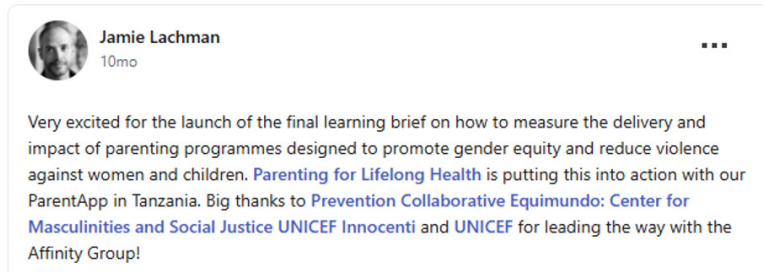 Jamie Lachman
10mo
Very excited for the launch of the final learning brief on how to measure the delivery and
impact of parenting programmes designed to promote gender equity and reduce violence
against women and children. Parenting for Lifelong Health is putting this into action with our
ParentApp in Tanzania. Big thanks to Prevention Collaborative Equimundo: Center for
Masculinities and Social Justice UNICEF Innocenti and UNICEF for leading the way with the
Affinity Group!